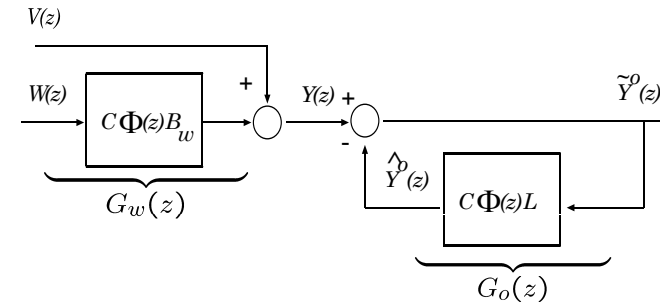 V(z)
W(z)
CΦ(z)B_w
+
Y(z)
+
-
Ỹ^o(z)
Ŷ^o(z)
CΦ(z)L
G_w(z)
G_o(z)